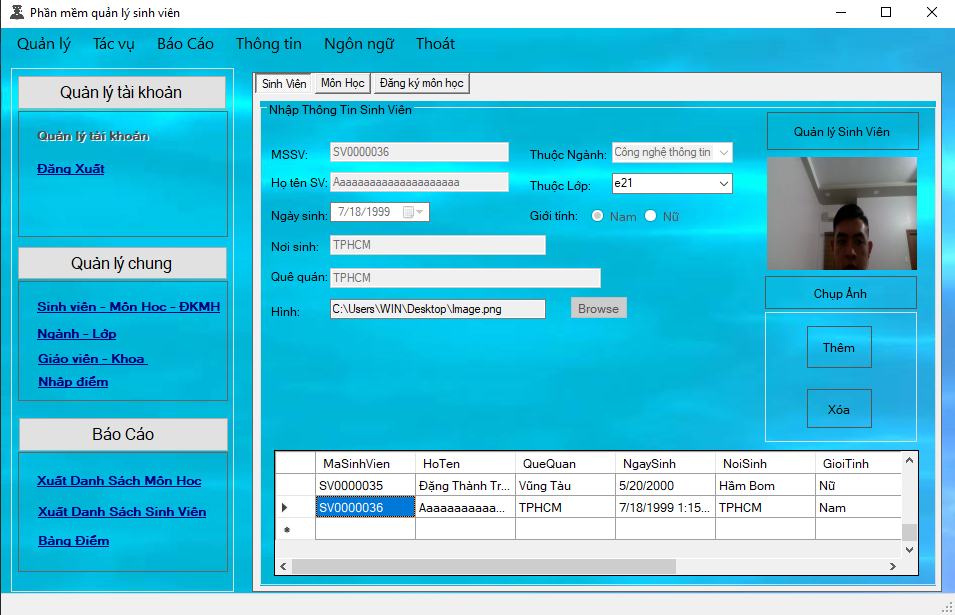 Phần mềm quản lý sinh viên
Quản lý Tác vụ Báo Cáo Thông tin Ngôn ngữ Thoát
Quản lý tài khoản
Quản lý tài khoản
Đăng Xuất
Quản lý chung
Sinh viên - Môn Học - ĐKMH
Ngành - Lớp
Giáo viên - Khoa
Nhập điểm
Báo Cáo
Xuất Danh Sách Môn Học
Xuất Danh Sách Sinh Viên
Bảng Điểm
Sinh Viên Môn Học Đăng ký môn học
Nhập Thông Tin Sinh Viên
MSSV: SV0000036
Họ tên SV: Aaaaaaaaaaaaaaaaaaaaa
Ngày sinh: 7/18/1999
Nơi sinh: TPHCM
Quê quán: TPHCM
Hình: C:\Users\WIN\Desktop\Image.png Browse
Thuộc Ngành: Công nghệ thông tin
Thuộc Lớp: e21
Giới tính: Nam Nữ
Quản lý Sinh Viên
Chụp Ảnh
Thêm
Xóa
MaSinhVien HoTen QueQuan NgaySinh NoiSinh GioiTinh
SV0000035 Đặng Thành Tr... Vũng Tàu 5/20/2000 Hầm Bom Nữ
SV0000036 Aaaaaaaaaaa... TPHCM 7/18/1999 1:15... TPHCM Nam